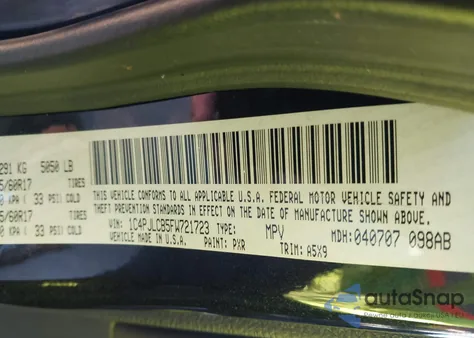 291 KG 5050 LB
5/60R17 TIRES
0 KPA ( 33 PSI) COLD
5/60R17 TIRES
0 KPA ( 33 PSI) COLD
THIS VEHICLE CONFORMS TO ALL APPLICABLE U.S.A. FEDERAL MOTOR VEHICLE SAFETY AND
THEFT PREVENTION STANDARDS IN EFFECT ON THE DATE OF MANUFACTURE SHOWN ABOVE.
VIN: 1C4PJLCB5FW721723 TYPE: MPV MDH:040707 098AB
MADE IN U.S.A. PAINT: PXR TRIM: A5X9
autoSnap